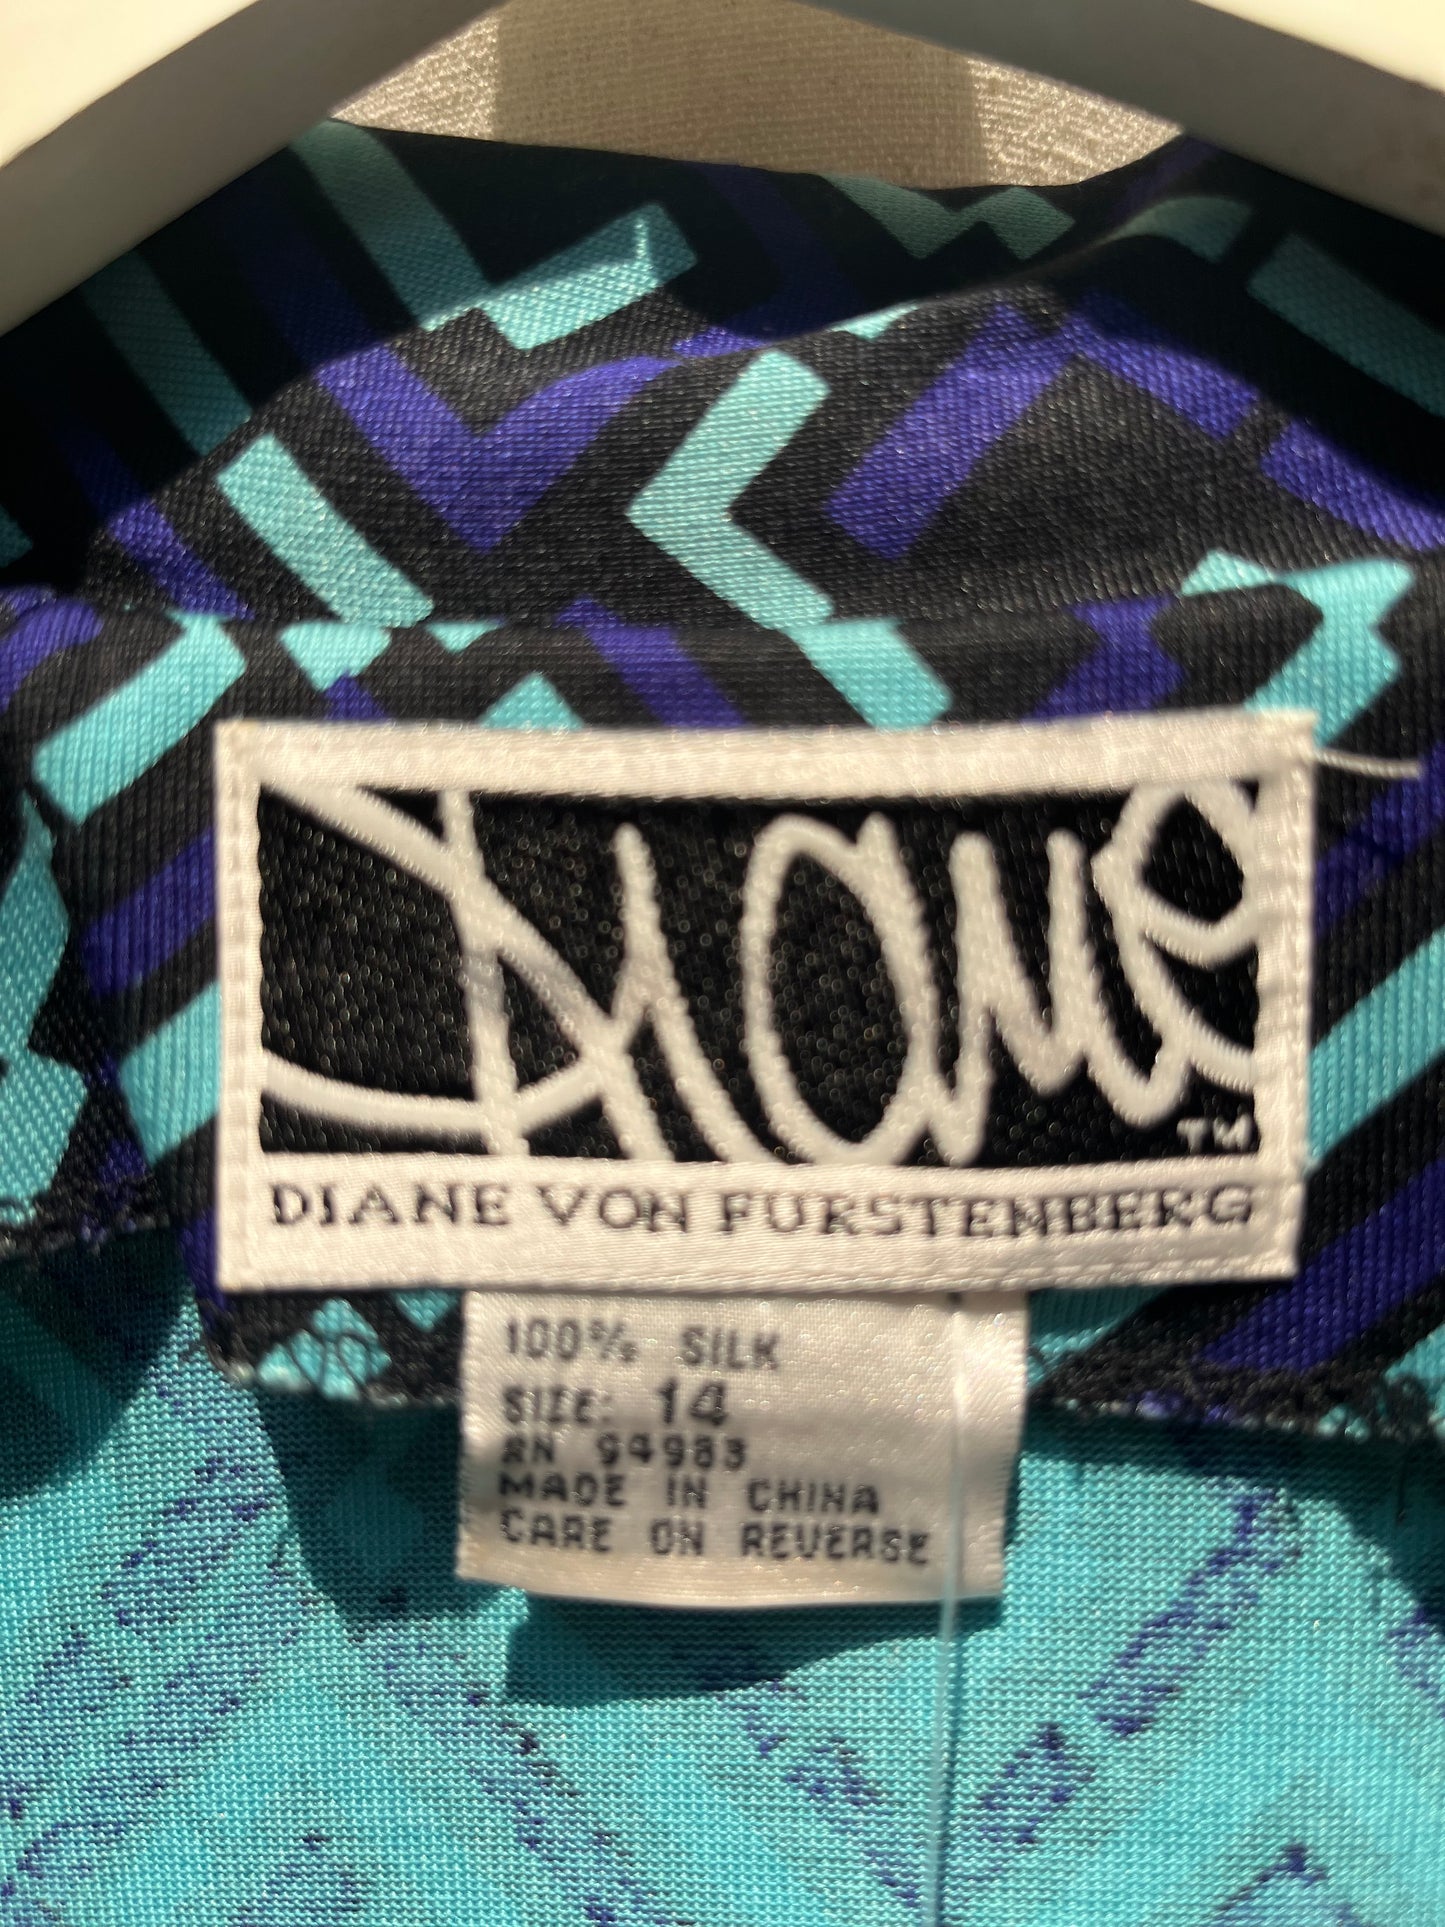 Diane
TM
DIANE VON FURSTENBERG
100% SILK
SIZE: 14
RN 94983
MADE IN CHINA
CARE ON REVERSE